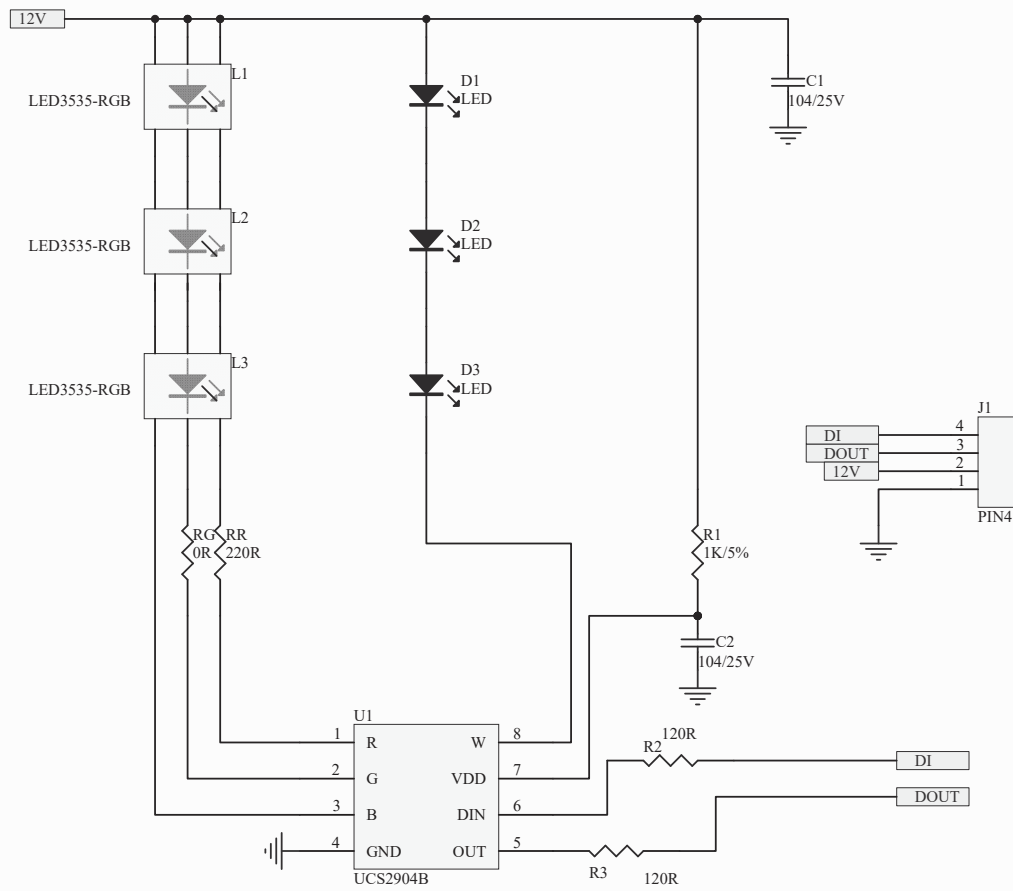 12V
L1
LED3535-RGB
D1
LED
C1
104/25V
L2
LED3535-RGB
D2
LED
L3
LED3535-RGB
D3
LED
J1
DI
4
DOUT
3
12V
2
1
PIN4
RG
0R
RR
220R
R1
1K/5%
C2
104/25V
U1
1
R
W
8
2
G
VDD
7
3
B
DIN
6
4
GND
OUT
5
UCS2904B
R2
120R
DI
DOUT
R3
120R